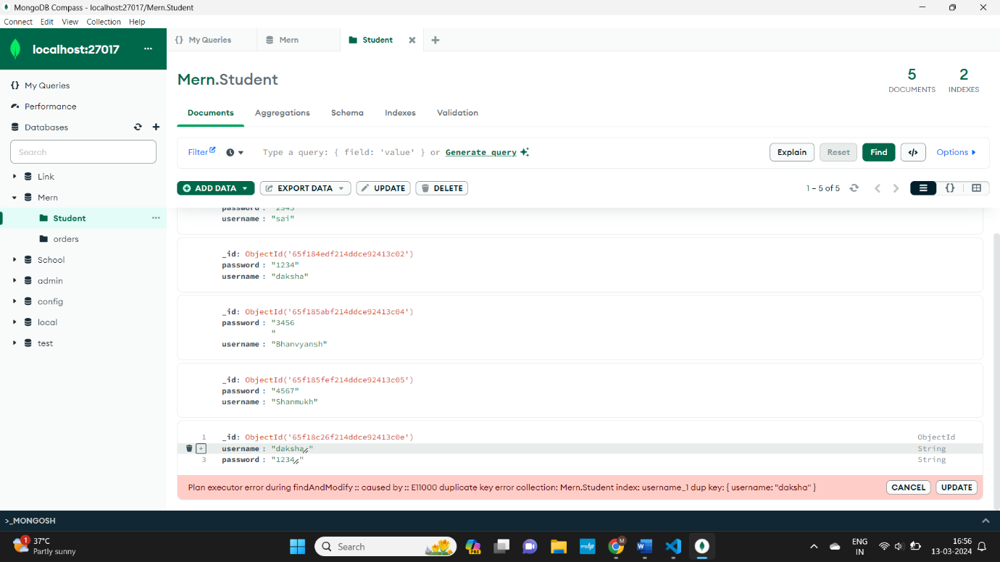 MongoDB Compass - localhost:27017/Mern.Student
Connect Edit View Collection Help
localhost:27017 ...
{} My Queries
Performance
Databases
Search
Link
Mern
Student ...
orders
School
admin
config
local
test
{} My Queries Mern Student
Mern.Student
5 DOCUMENTS
2 INDEXES
Documents Aggregations Schema Indexes Validation
Filter Type a query: { field: 'value' } or Generate query Explain Reset Find </> Options
ADD DATA EXPORT DATA UPDATE DELETE 1 – 5 of 5 {}
password : "2345"
username : "sai"
_id: ObjectId('65f184edf214ddce92413c02')
password : "1234"
username : "daksha"
_id: ObjectId('65f185abf214ddce92413c04')
password : "3456
"
username : "Bhanvyansh"
_id: ObjectId('65f185fef214ddce92413c05')
password : "4567"
username : "Shanmukh"
1 _id: ObjectId('65f18c26f214ddce92413c0e') ObjectId
+ username : "daksha" String
3 password : "1234" String
Plan executor error during findAndModify :: caused by :: E11000 duplicate key error collection: Mern.Student index: username_1 dup key: { username: "daksha" } CANCEL UPDATE
>_MONGOSH
1 37°C
Partly sunny
Search
PRE
myhp
M
W
ENG
IN
16:56
13-03-2024